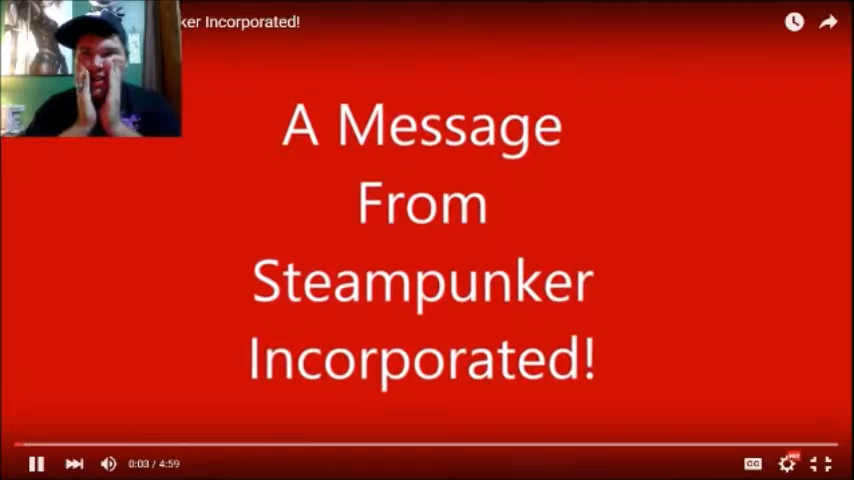 ker Incorporated!
A Message
From
Steampunker
Incorporated!
0:03 / 4:59
CC
HD